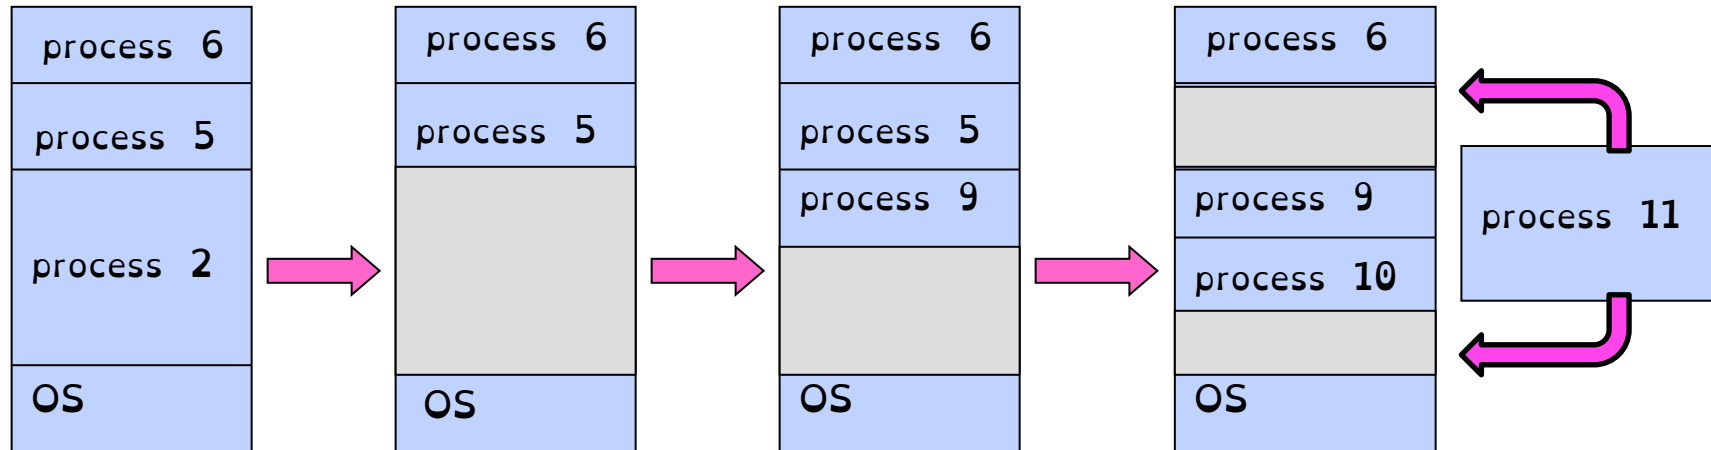 process 6
process 5
process 2
OS
process 6
process 5
OS
process 6
process 5
process 9
OS
process 6
process 9
process 10
OS
process 11